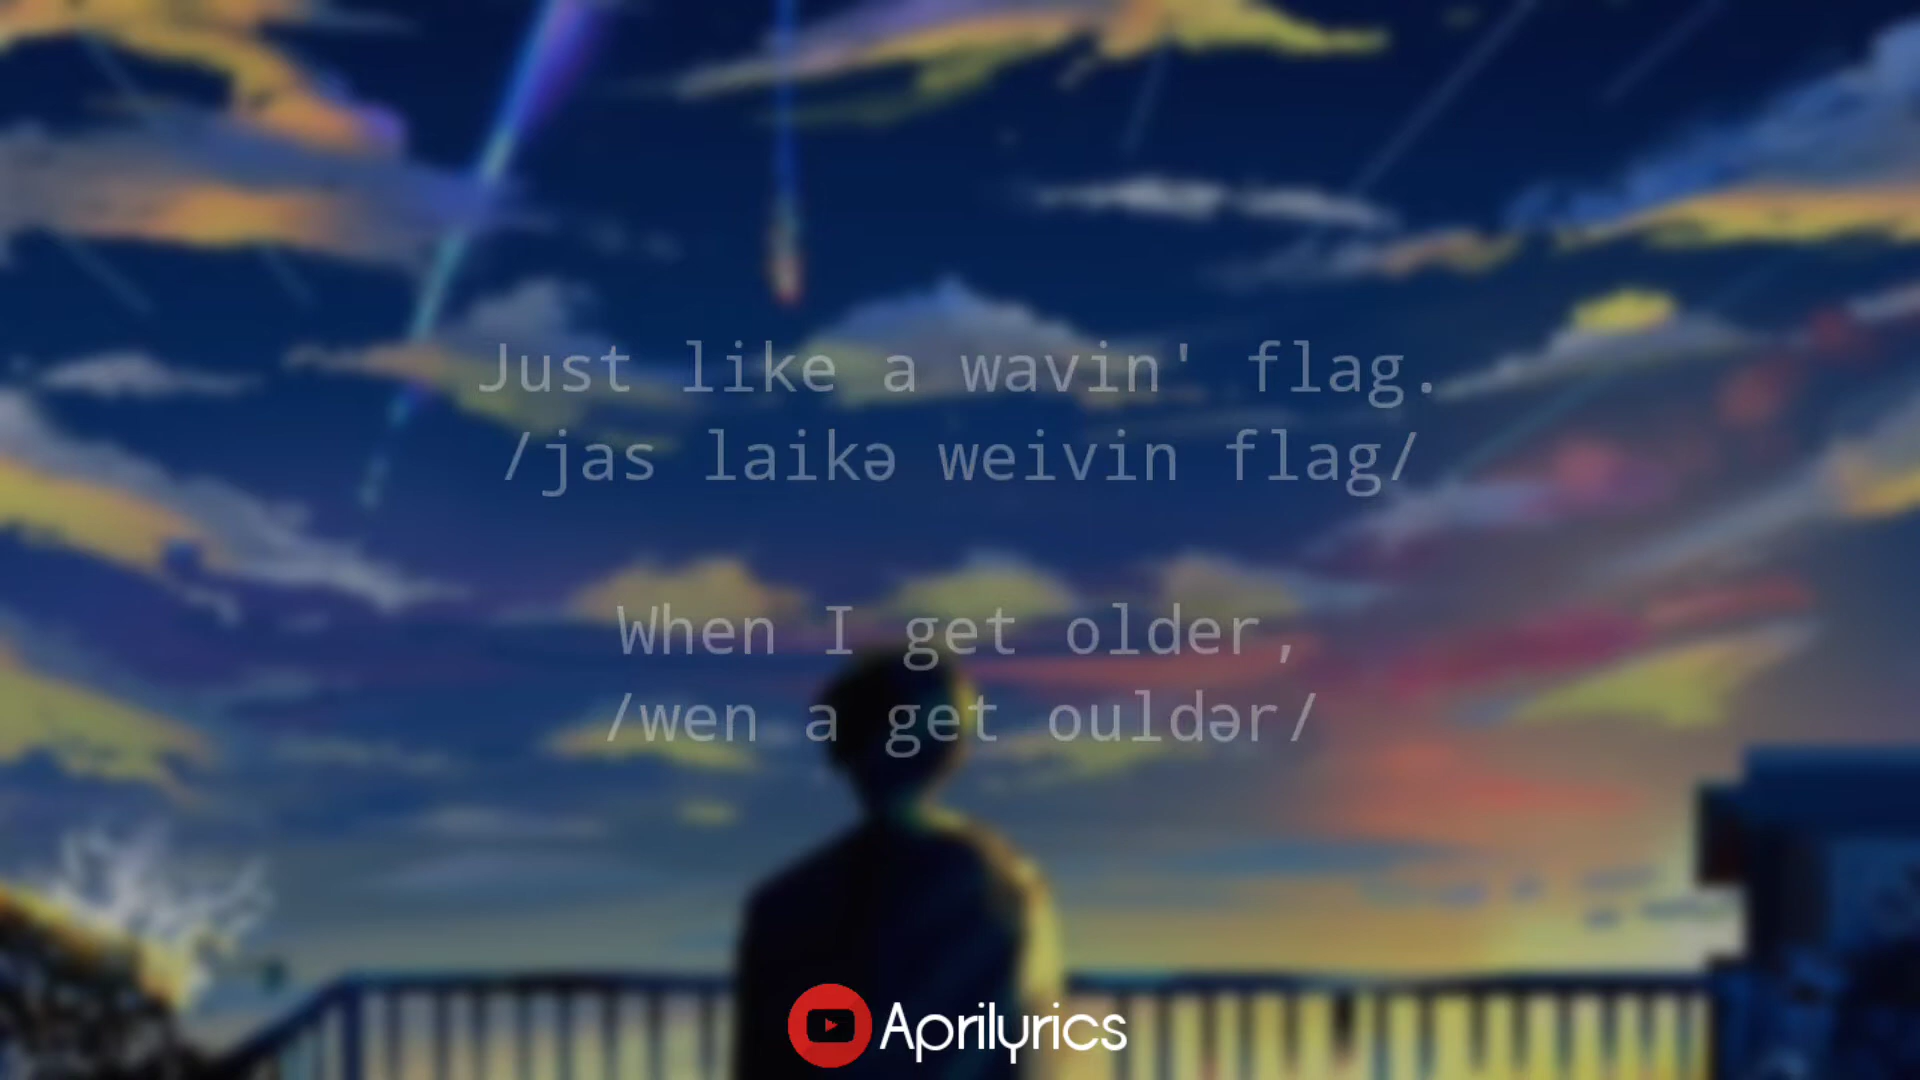 Just like a wavin' flag.
/jas laikə weivin flag/
When I get older,
/wen a get ouldər/
Aprilyrics